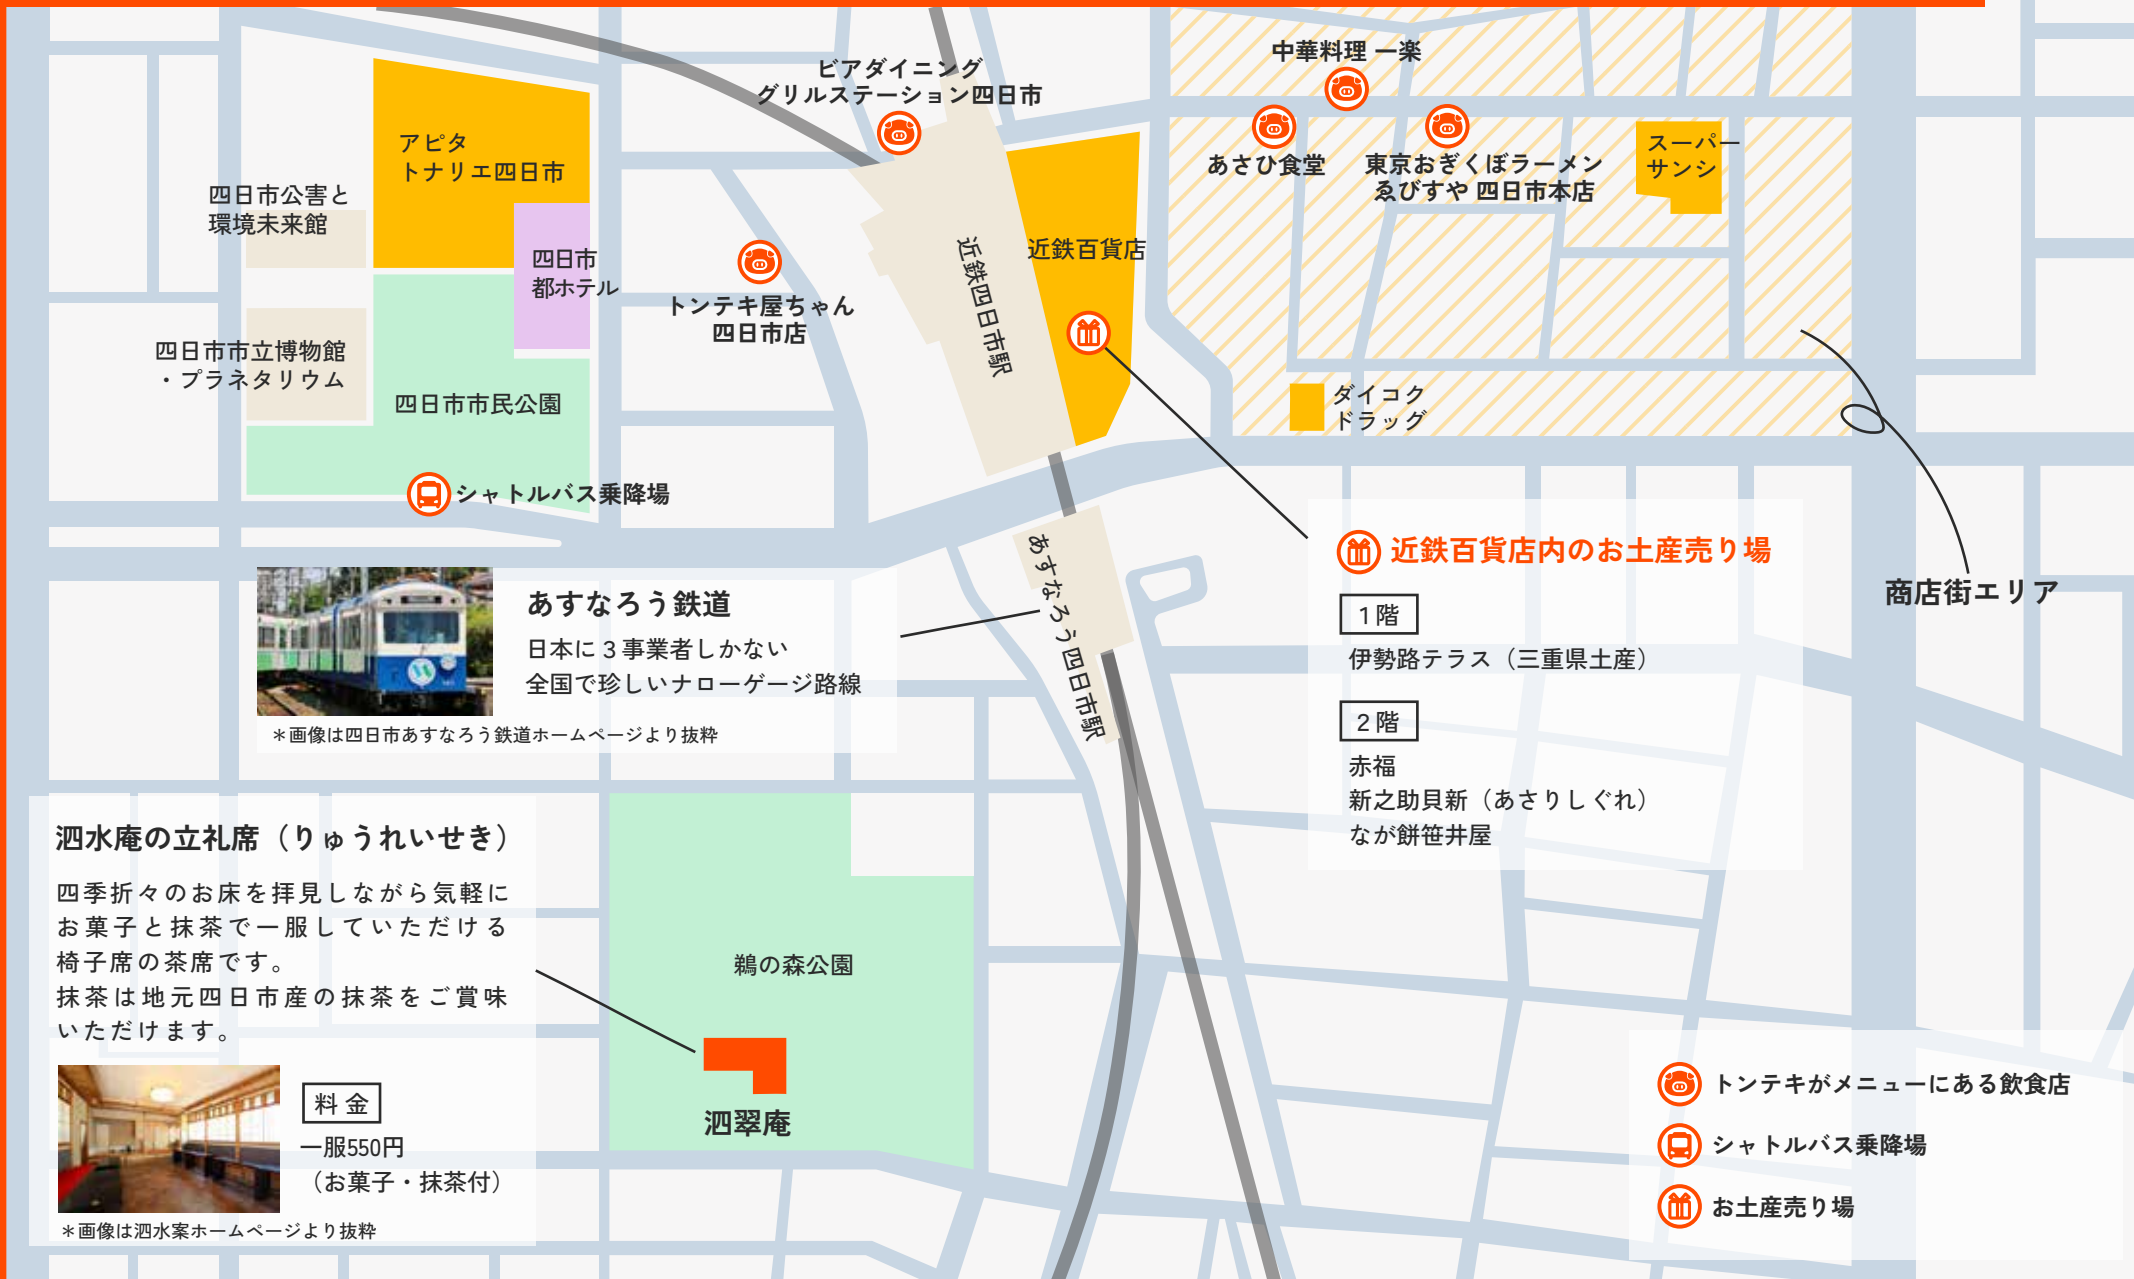 中華料理 一楽
ビアダイニング
グリルステーション四日市
アピタ
トナリエ四日市
スーパー
サンシ
あさひ食堂
東京おぎくぼラーメン
ゑびすや 四日市本店
四日市公害と
環境未来館
四日市
都ホテル
近鉄四日市駅
近鉄百貨店
トンテキ屋ちゃん
四日市店
四日市市立博物館
・プラネタリウム
四日市市民公園
ダイコク
ドラッグ
シャトルバス乗降場
あすなろう四日市駅
近鉄百貨店内のお土産売り場
1階
伊勢路テラス（三重県土産）
2階
赤福
新之助貝新（あさりしぐれ）
なが餅笹井屋
商店街エリア
あすなろう鉄道
日本に３事業者しかない
全国で珍しいナローゲージ路線
＊画像は四日市あすなろう鉄道ホームページより抜粋
泗水庵の立礼席（りゅうれいせき）
四季折々のお床を拝見しながら気軽に
お菓子と抹茶で一服していただける
椅子席の茶席です。
抹茶は地元四日市産の抹茶をご賞味
いただけます。
料金
一服550円
（お菓子・抹茶付）
＊画像は泗水案ホームページより抜粋
鵜の森公園
泗翠庵
トンテキがメニューにある飲食店
シャトルバス乗降場
お土産売り場